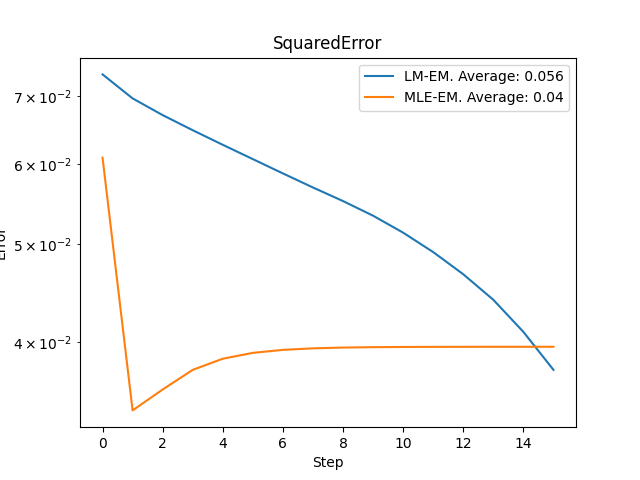 SquaredError
LM-EM. Average: 0.056
MLE-EM. Average: 0.04
7 × 10⁻²
6 × 10⁻²
5 × 10⁻²
4 × 10⁻²
Error
0 2 4 6 8 10 12 14
Step